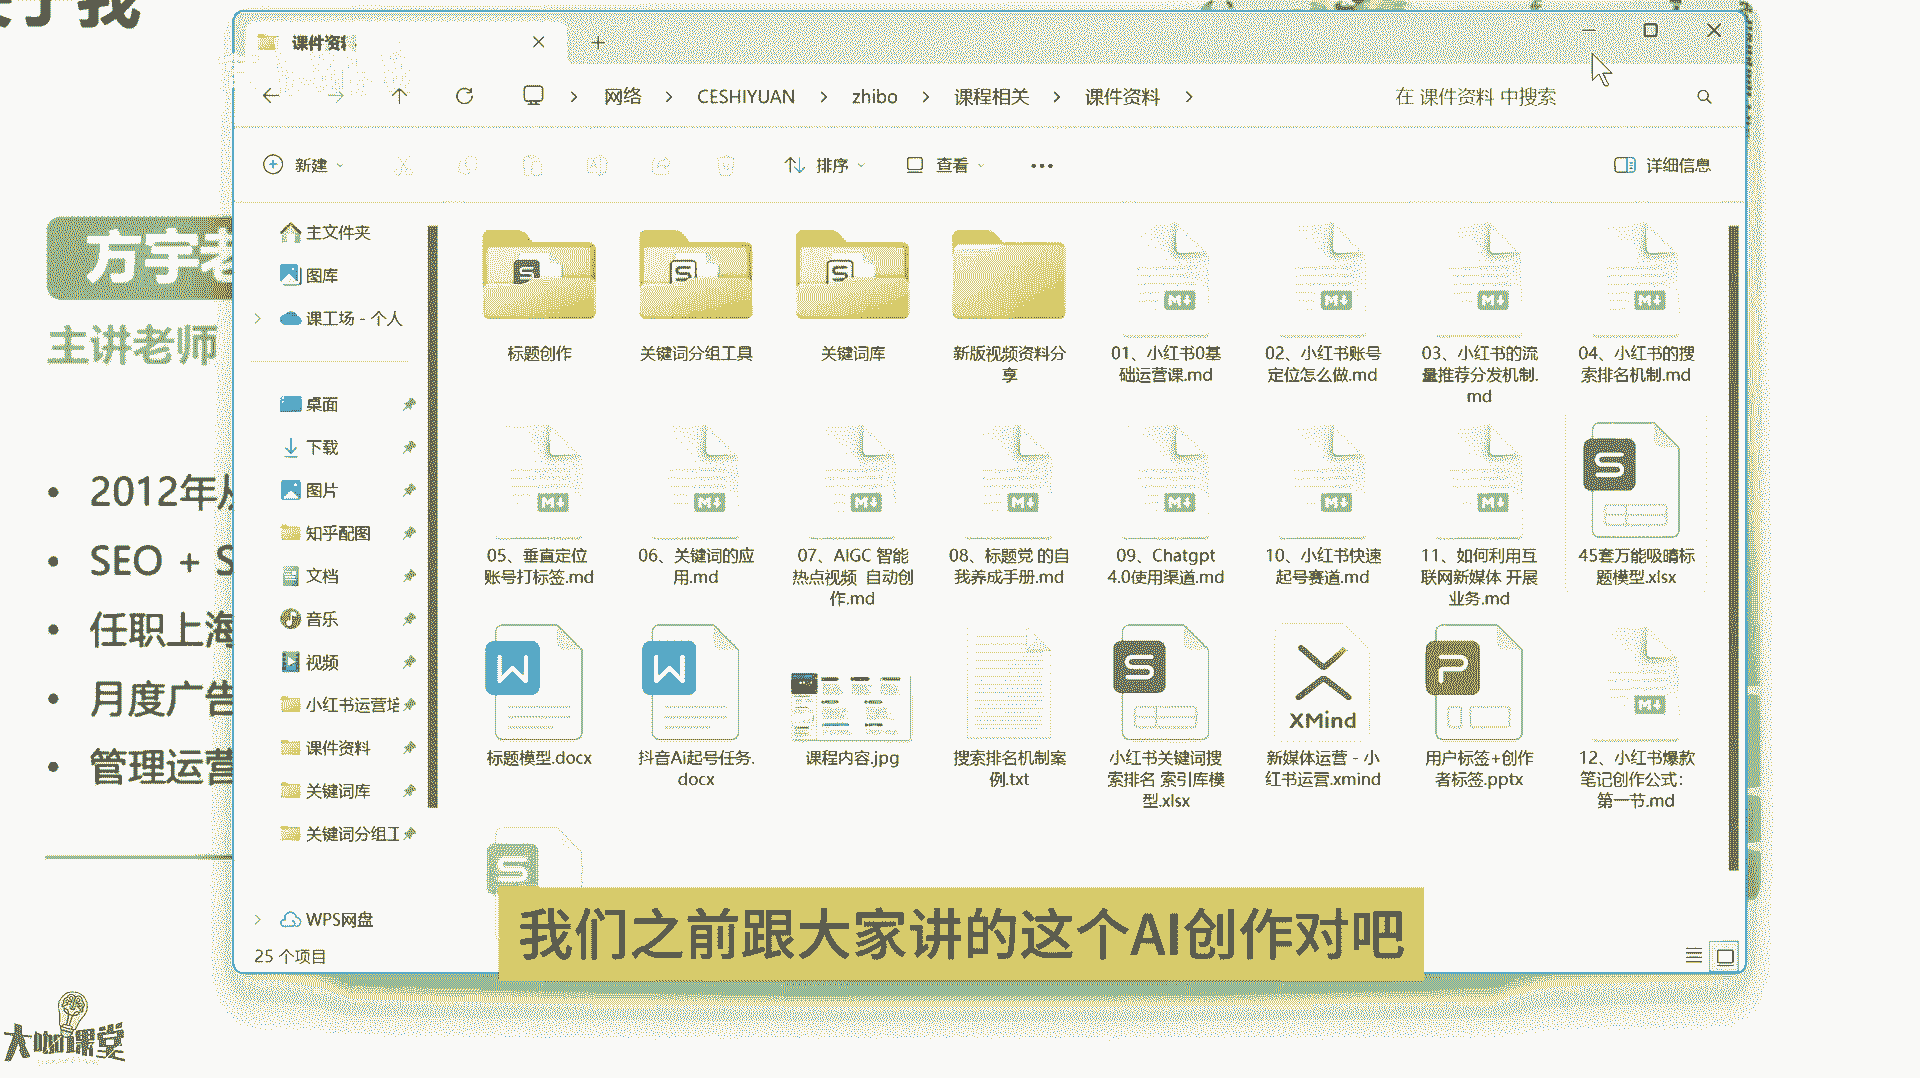 课件资料
网络 CESHIYUAN zhibo 课程相关 课件资料
在 课件资料 中搜索
新建
排序
查看
详细信息
主文件夹
图库
课工场 - 个人
桌面
下载
图片
知乎配图
文档
音乐
视频
小红书运营培
课件资料
关键词库
关键词分组工
WPS网盘
25 个项目
标题创作
关键词分组工具
关键词库
新版视频资料分
享
01、小红书0基
础运营课.md
02、小红书账号
定位怎么做.md
03、小红书的流
量推荐分发机制.
md
04、小红书的搜
索排名机制.md
05、垂直定位
账号打标签.md
06、关键词的应
用.md
07、AIGC 智能
热点视频 自动创
作.md
08、标题党 的自
我养成手册.md
09、Chatgpt
4.0使用渠道.md
10、小红书快速
起号赛道.md
11、如何利用互
联网新媒体 开展
业务.md
45套万能吸睛标
题模型.xlsx
标题模型.docx
抖音Ai起号任务.
docx
课程内容.jpg
搜索排名机制案
例.txt
小红书关键词搜
索排名 索引库模
型.xlsx
XMind
新媒体运营 - 小
红书运营.xmind
用户标签+创作
者标签.pptx
12、小红书爆款
笔记创作公式：
第一节.md
方宇老
主讲老师
2012年从
SEO + S
任职上海
月度广告
管理运营
我们之前跟大家讲的这个AI创作对吧
大咖课堂